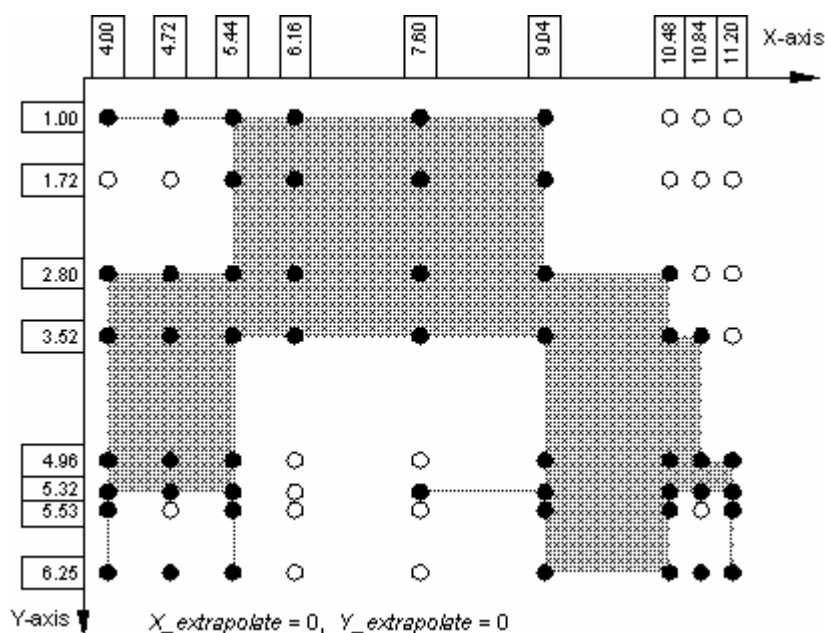 4.00 4.72 5.44 6.16 7.60 9.04 10.48 10.84 11.20
X-axis
1.00
1.72
2.80
3.52
4.96
5.32
5.53
6.25
Y-axis
X_extrapolate = 0, Y_extrapolate = 0